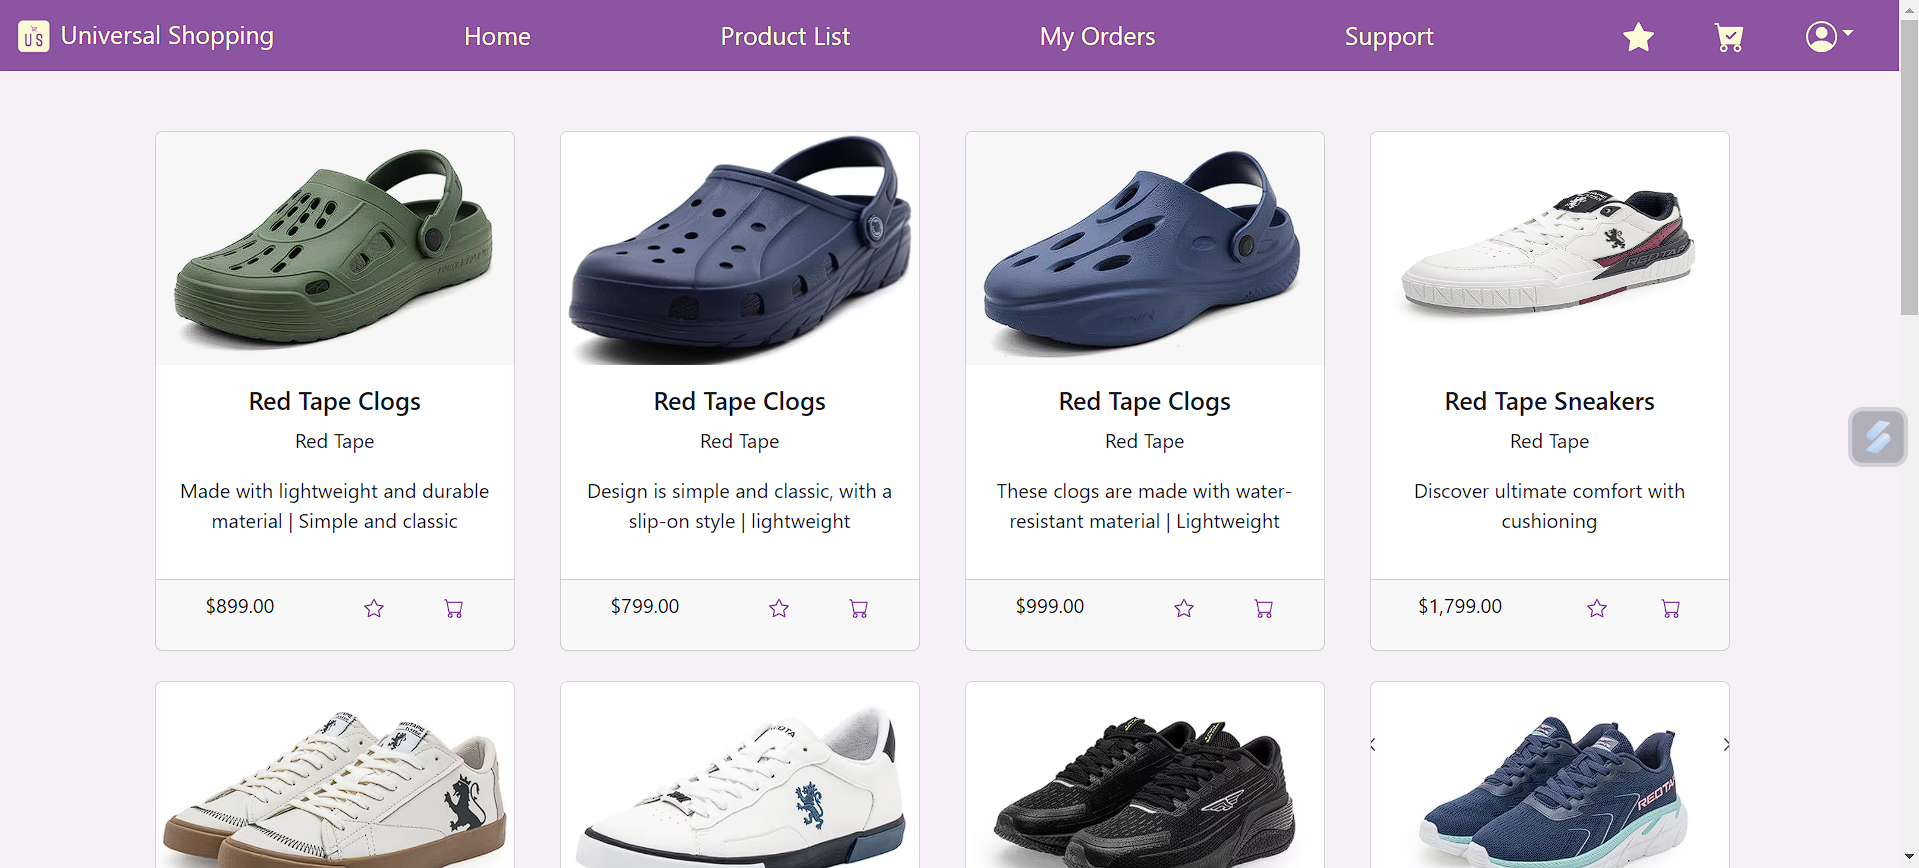 US Universal Shopping
Home
Product List
My Orders
Support
Red Tape Clogs
Red Tape
Made with lightweight and durable
material | Simple and classic
$899.00
Red Tape Clogs
Red Tape
Design is simple and classic, with a
slip-on style | lightweight
$799.00
Red Tape Clogs
Red Tape
These clogs are made with water-
resistant material | Lightweight
$999.00
Red Tape Sneakers
Red Tape
Discover ultimate comfort with
cushioning
$1,799.00